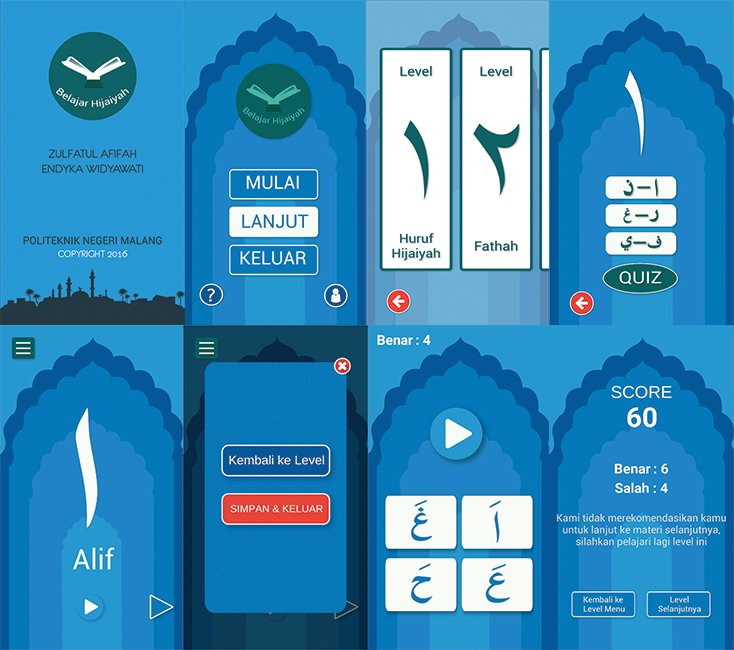 Belajar Hijaiyah
ZULFATUL AFIFAH
ENDYKA WIDYAWATI
POLITEKNIK NEGERI MALANG
COPYRIGHT 2016
Belajar Hijaiyah
MULAI
LANJUT
KELUAR
?
Level
١
Huruf
Hijaiyah
Level
٢
Fathah
١
ا – ن
ر – غ
ف – ي
QUIZ
ا
Alif
Kembali ke Level
SIMPAN & KELUAR
Benar : 4
غَ
اَ
حَ
عَ
SCORE
60
Benar : 6
Salah : 4
Kami tidak merekomendasikan kamu
untuk lanjut ke materi selanjutnya,
silahkan pelajari lagi level ini
Kembali ke
Level Menu
Level
Selanjutnya